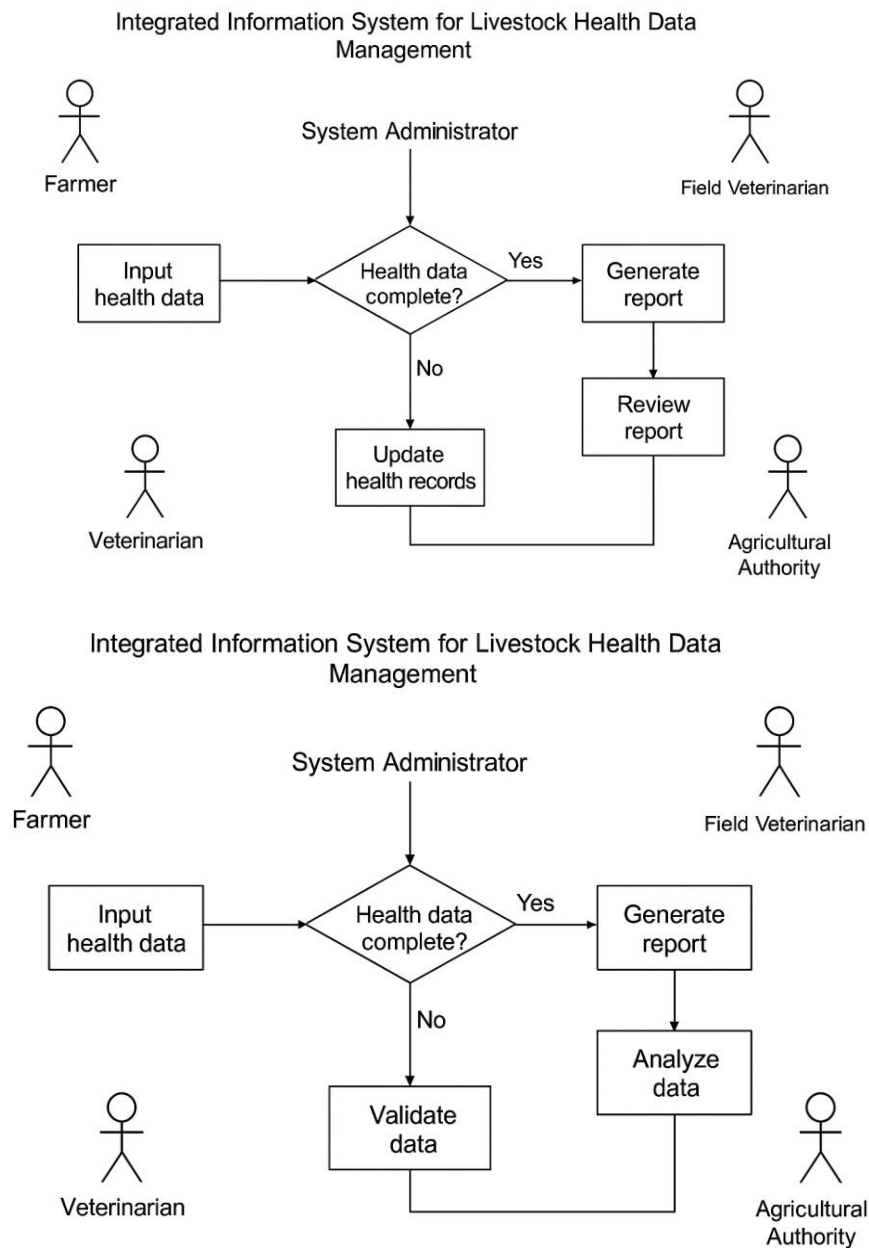 Integrated Information System for Livestock Health Data
Management
System Administrator
Farmer
Field Veterinarian
Input
health data
Health data
complete?
Yes
Generate
report
No
Review
report
Update
health records
Veterinarian
Agricultural
Authority
Integrated Information System for Livestock Health Data
Management
System Administrator
Farmer
Field Veterinarian
Input
health data
Health data
complete?
Yes
Generate
report
No
Analyze
data
Validate
data
Veterinarian
Agricultural
Authority